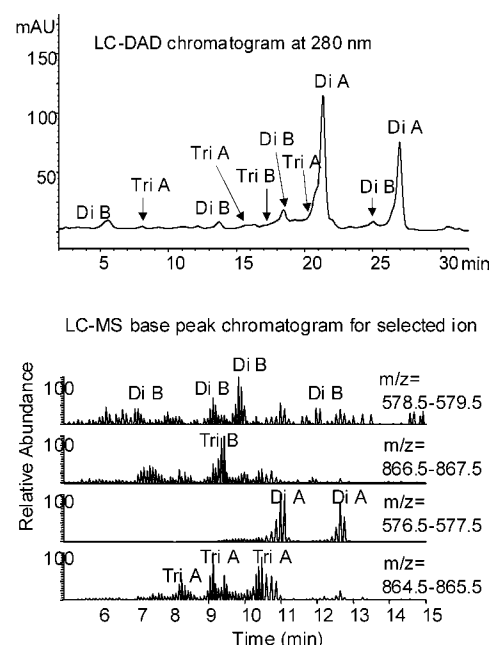 mAU
LC-DAD chromatogram at 280 nm
150
Di A
100
Di A
Di B
Tri A
Tri B
Tri A
50
Tri A
Di B
Di B
Di B
5 10 15 20 25 30 min
LC-MS base peak chromatogram for selected ion
Relative Abundance
100
Di B
Di B
Di B
Di B
m/z=
578.5-579.5
100
Tri B
m/z=
866.5-867.5
100
Di A
Di A
m/z=
576.5-577.5
100
Tri A
Tri A
Tri A
m/z=
864.5-865.5
6 7 8 9 10 11 12 13 14 15
Time (min)